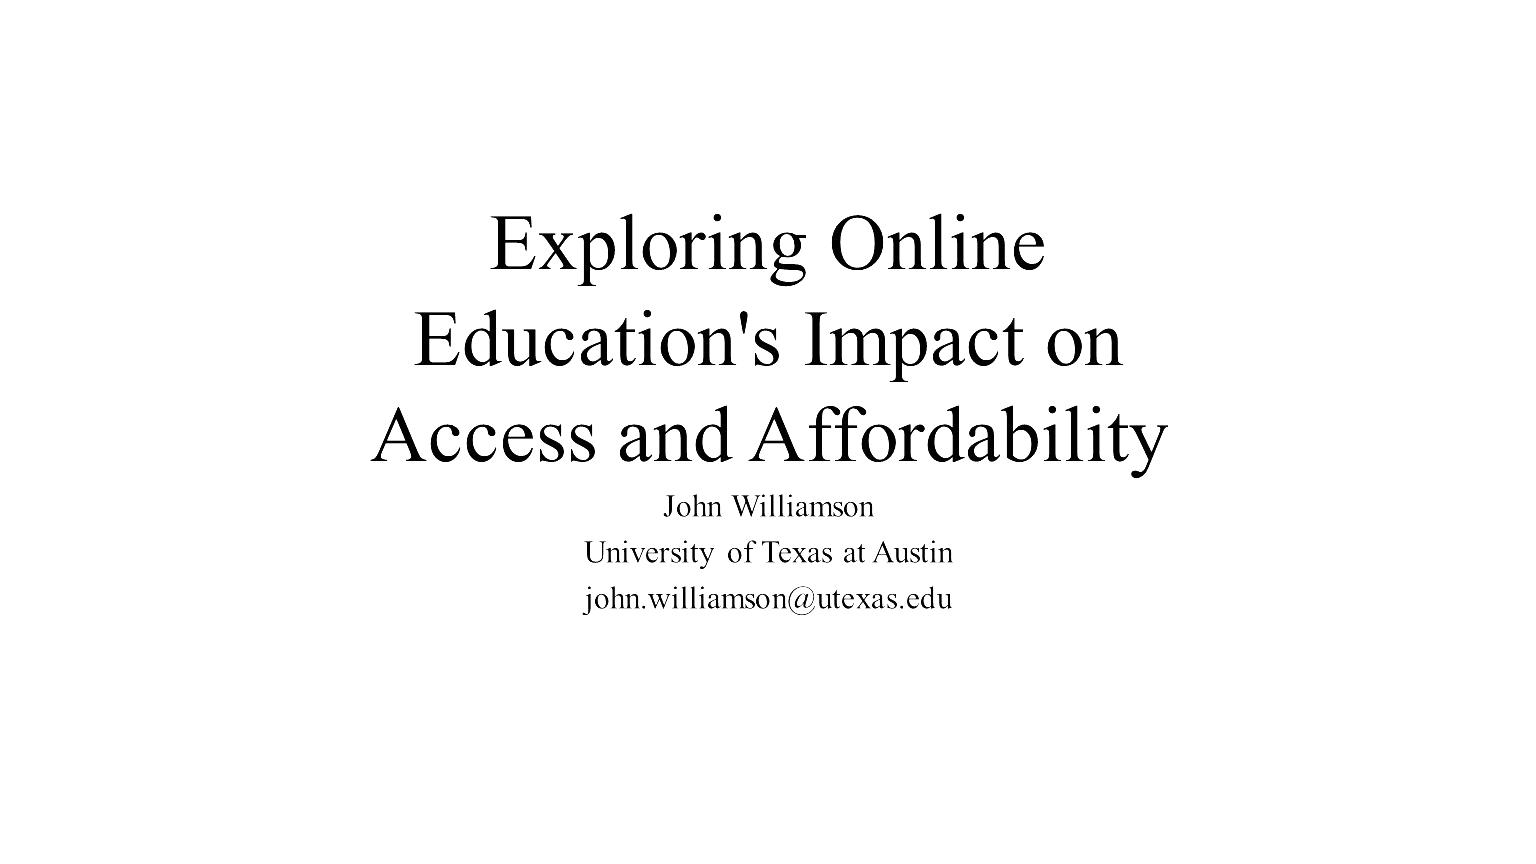 Exploring Online
Education's Impact on
Access and Affordability
John Williamson
University of Texas at Austin
john.williamson@utexas.edu